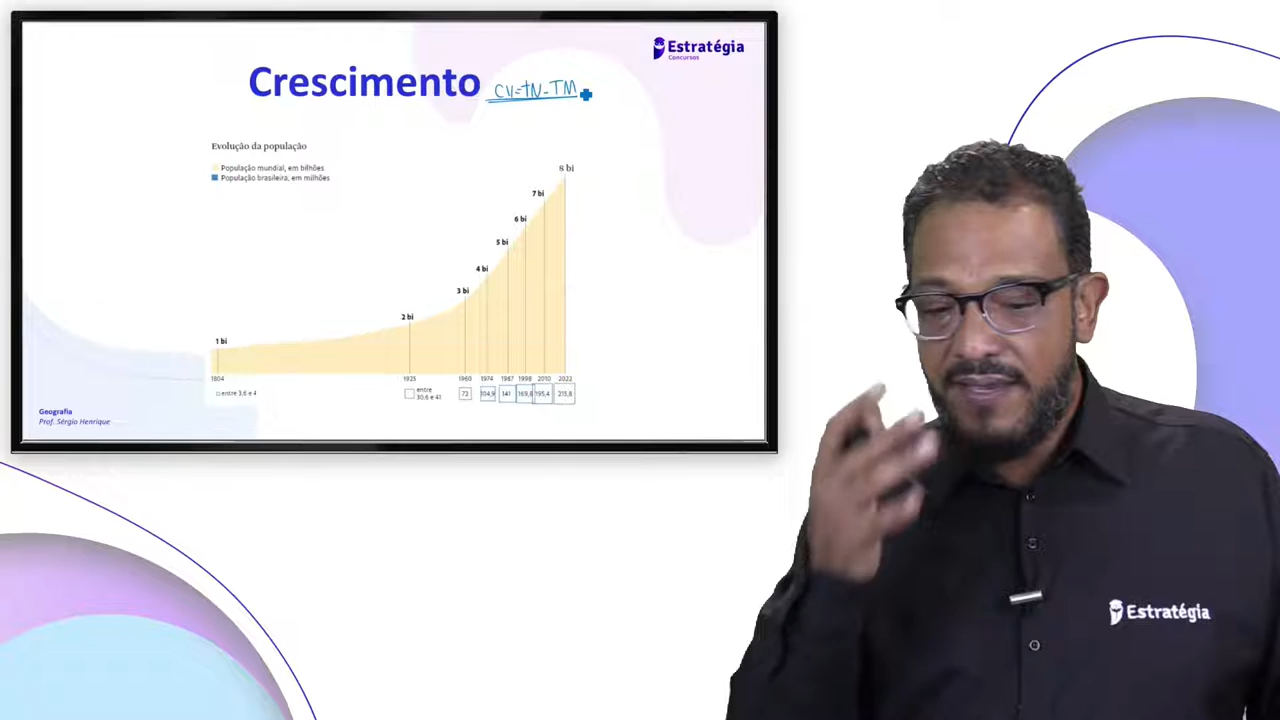 Estratégia
Concursos
Crescimento CV=tN-TM
Evolução da população
População mundial, em bilhões
População brasileira, em milhões
8 bi
7 bi
6 bi
5 bi
4 bi
3 bi
2 bi
1 bi
1804 1925 1960 1974 1987 1998 2010 2022
entre 3,6 e 4
entre
30,6 e 41
72 104,9 141 169,8 195,4 213,8
Geografia
Prof. Sérgio Henrique
Estratégia